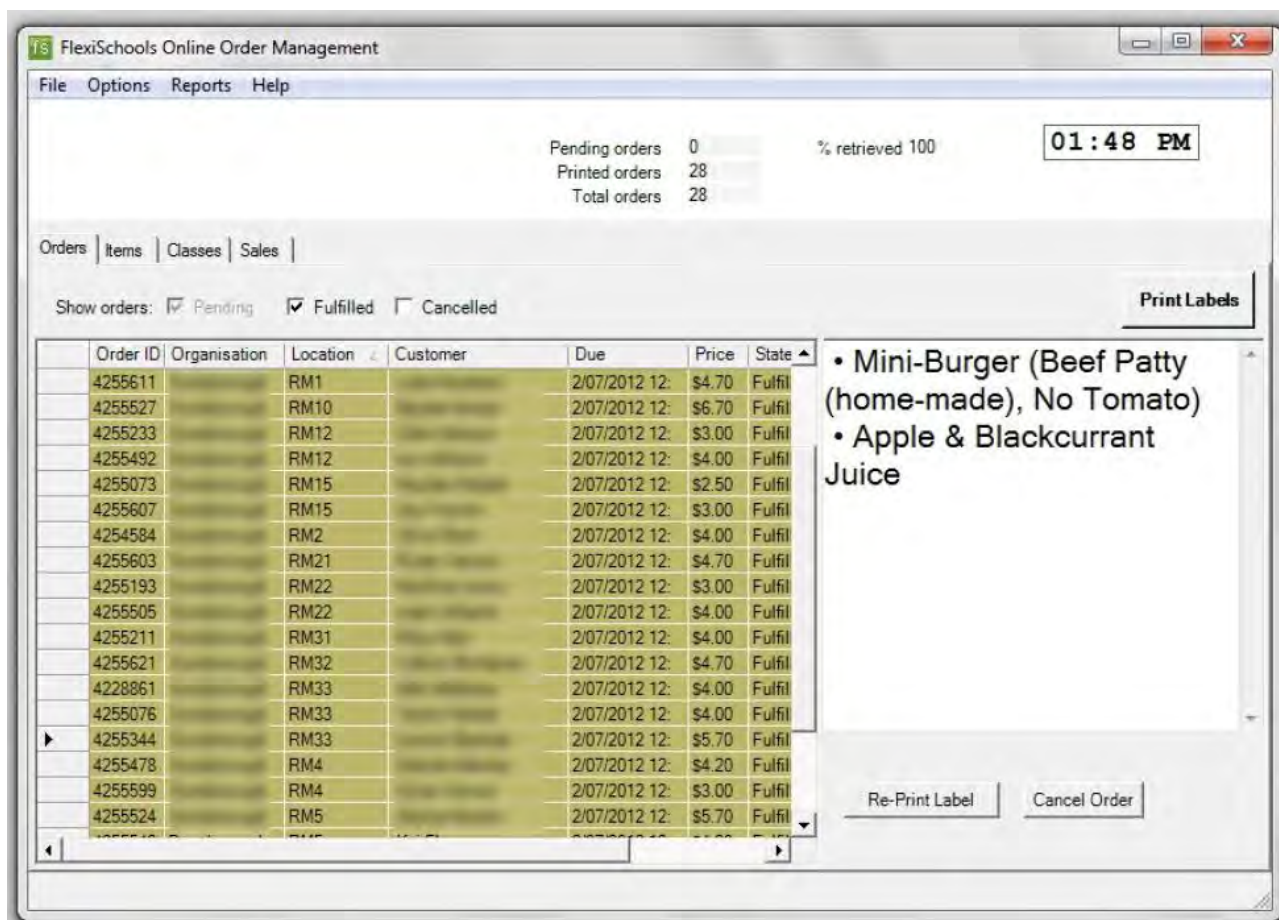 fs FlexiSchools Online Order Management
File Options Reports Help
Pending orders 0 % retrieved 100 01:48 PM
Printed orders 28
Total orders 28
Orders Items Classes Sales
Show orders: Pending Fulfilled Cancelled Print Labels
Order ID Organisation Location Customer Due Price State
4255611 RM1 2/07/2012 12: $4.70 Fulfil
4255527 RM10 2/07/2012 12: $6.70 Fulfil
4255233 RM12 2/07/2012 12: $3.00 Fulfil
4255492 RM12 2/07/2012 12: $4.00 Fulfil
4255073 RM15 2/07/2012 12: $2.50 Fulfil
4255607 RM15 2/07/2012 12: $3.00 Fulfil
4254584 RM2 2/07/2012 12: $4.00 Fulfil
4255603 RM21 2/07/2012 12: $4.70 Fulfil
4255193 RM22 2/07/2012 12: $3.00 Fulfil
4255505 RM22 2/07/2012 12: $4.00 Fulfil
4255211 RM31 2/07/2012 12: $4.00 Fulfil
4255621 RM32 2/07/2012 12: $4.70 Fulfil
4228861 RM33 2/07/2012 12: $4.00 Fulfil
4255076 RM33 2/07/2012 12: $4.00 Fulfil
4255344 RM33 2/07/2012 12: $5.70 Fulfil
4255478 RM4 2/07/2012 12: $4.20 Fulfil
4255599 RM4 2/07/2012 12: $3.00 Fulfil
4255524 RM5 2/07/2012 12: $5.70 Fulfil
• Mini-Burger (Beef Patty
(home-made), No Tomato)
• Apple & Blackcurrant
Juice
Re-Print Label Cancel Order